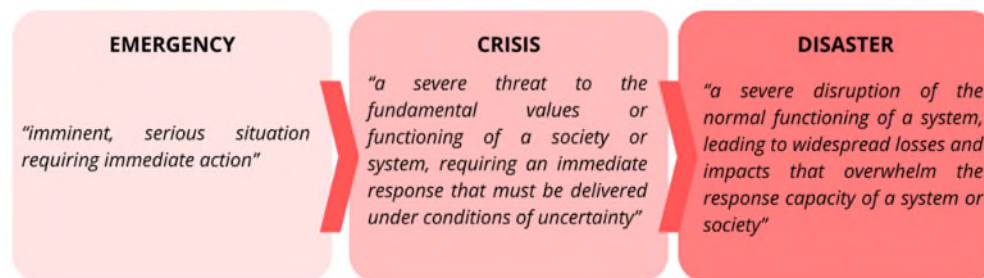 EMERGENCY
"imminent, serious situation
requiring immediate action"
CRISIS
"a severe threat to the
fundamental values or
functioning of a society or
system, requiring an immediate
response that must be delivered
under conditions of uncertainty"
DISASTER
"a severe disruption of the
normal functioning of a system,
leading to widespread losses and
impacts that overwhelm the
response capacity of a system or
society"